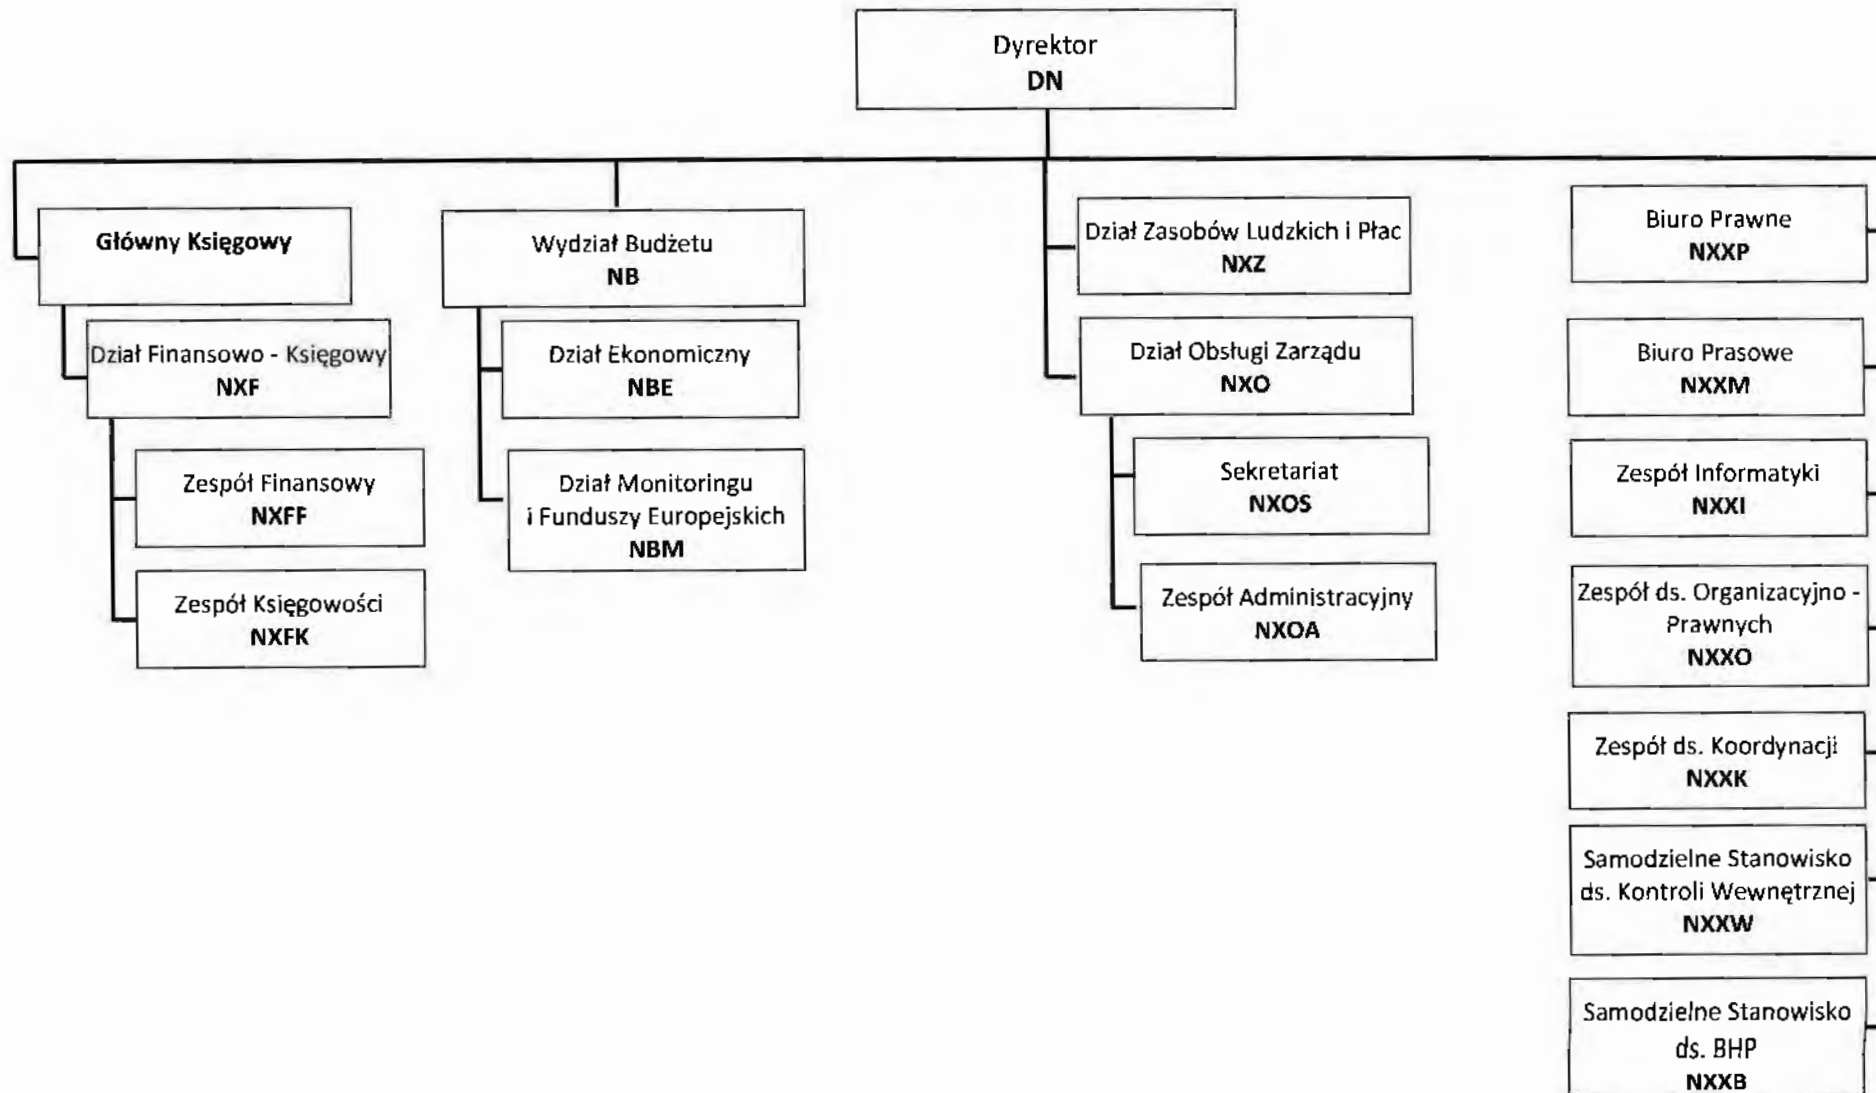 Dyrektor
DN
Główny Księgowy
Dział Finansowo - Księgowy
NXF
Zespół Finansowy
NXFF
Zespół Księgowości
NXFK
Wydział Budżetu
NB
Dział Ekonomiczny
NBE
Dział Monitoringu
i Funduszy Europejskich
NBM
Dział Zasobów Ludzkich i Płac
NXZ
Dział Obsługi Zarządu
NXO
Sekretariat
NXOS
Zespół Administracyjny
NXOA
Biuro Prawne
NXXP
Biuro Prasowe
NXXM
Zespół Informatyki
NXXI
Zespół ds. Organizacyjno -
Prawnych
NXXO
Zespół ds. Koordynacji
NXXK
Samodzielne Stanowisko
ds. Kontroli Wewnętrznej
NXXW
Samodzielne Stanowisko
ds. BHP
NXXB